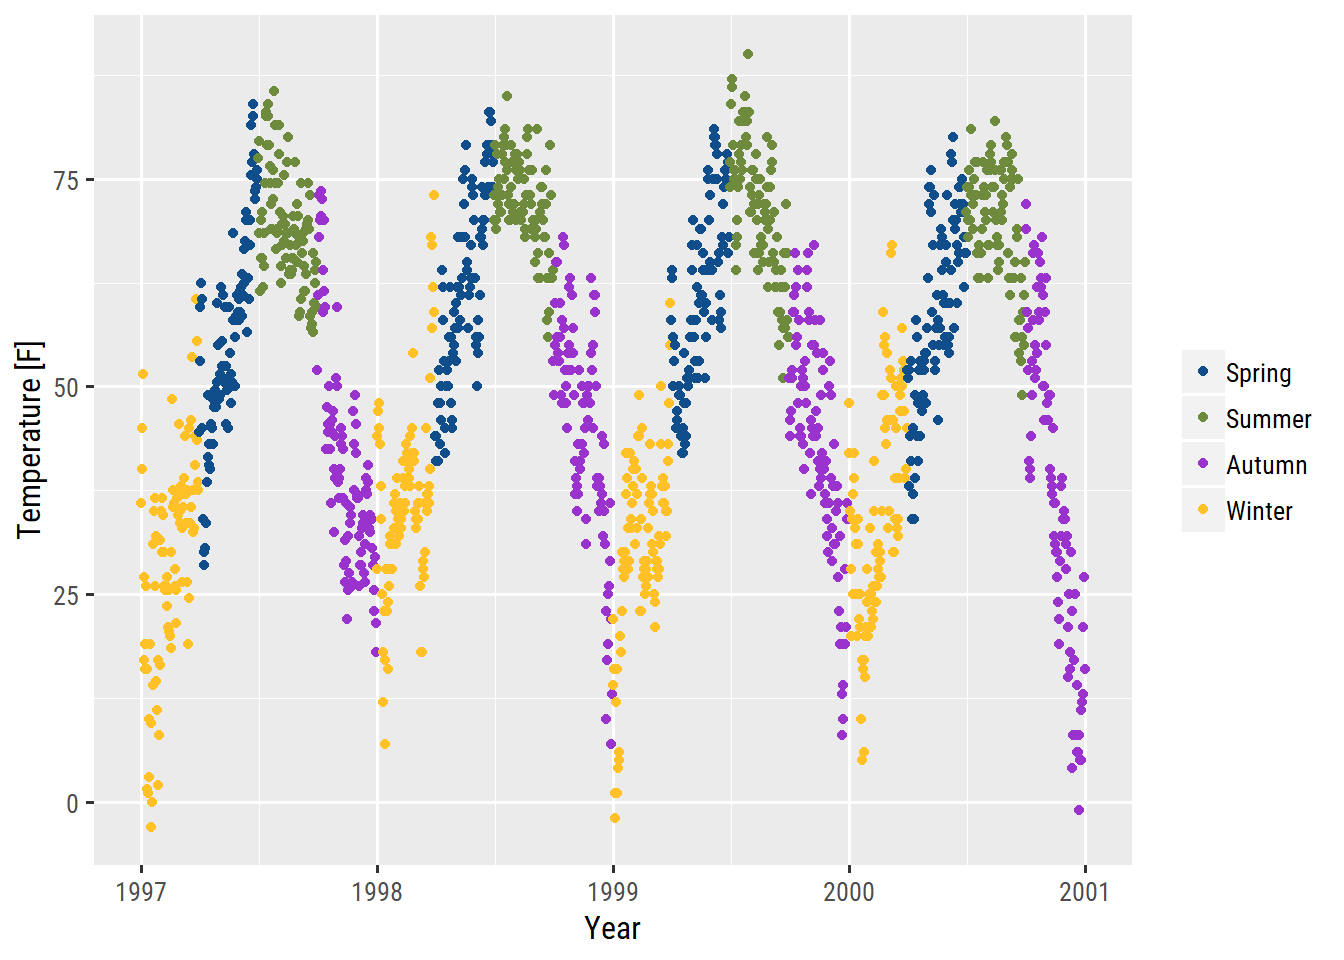 75
50
25
0
Temperature [F]
1997 1998 1999 2000 2001
Year
Spring
Summer
Autumn
Winter